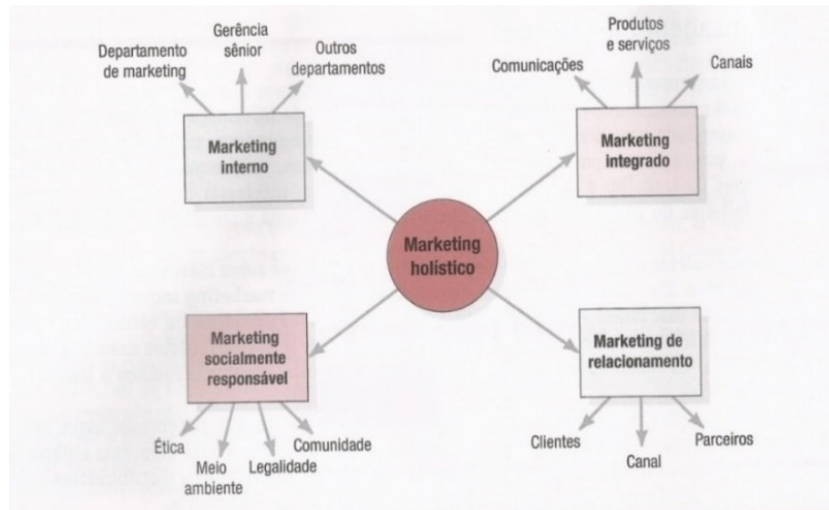 Departamento
de marketing
Gerência
sênior
Outros
departamentos
Marketing
interno
Comunicações
Produtos
e serviços
Canais
Marketing
integrado
Marketing
holístico
Marketing
socialmente
responsável
Ética
Meio
ambiente
Legalidade
Comunidade
Marketing de
relacionamento
Clientes
Canal
Parceiros